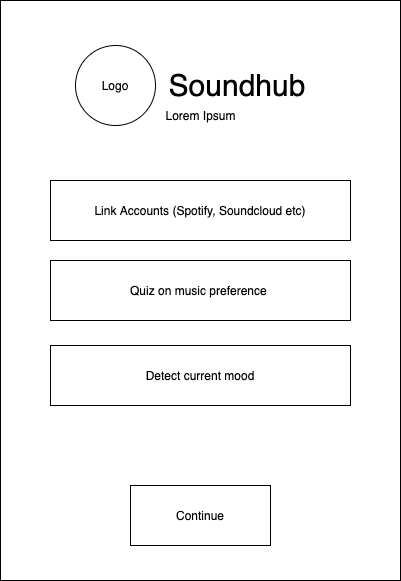 Logo
Soundhub
Lorem Ipsum
Link Accounts (Spotify, Soundcloud etc)
Quiz on music preference
Detect current mood
Continue